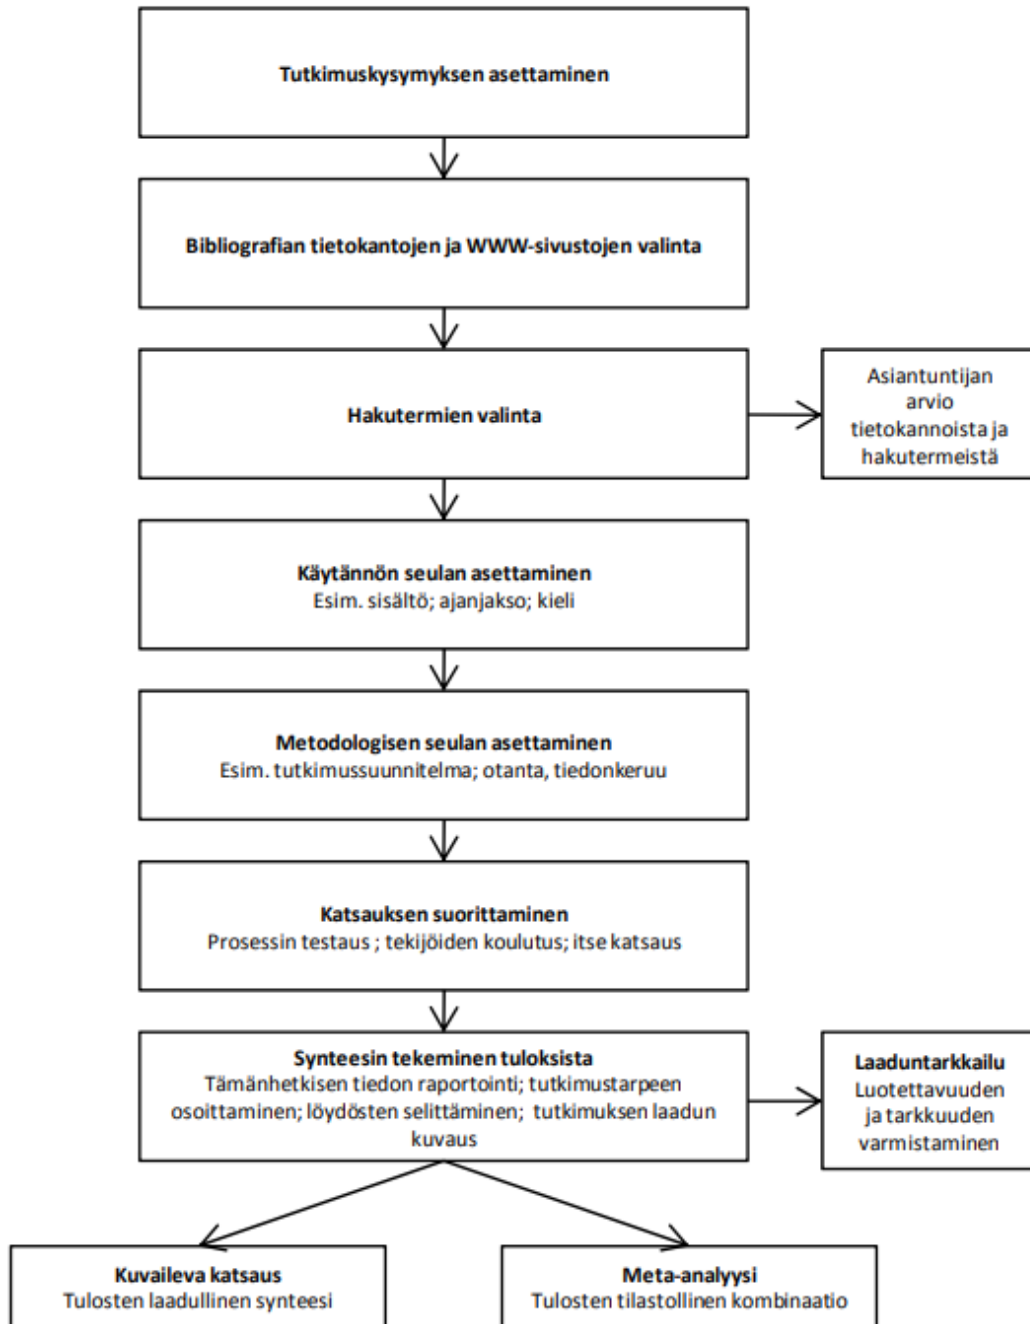 Tutkimuskysymyksen asettaminen
Bibliografian tietokantojen ja WWW-sivustojen valinta
Hakutermien valinta
Asiantuntijan
arvio
tietokannoista ja
hakutermeistä
Käytännön seulan asettaminen
Esim. sisältö; ajanjakso; kieli
Metodologisen seulan asettaminen
Esim. tutkimussuunnitelma; otanta, tiedonkeruu
Katsauksen suorittaminen
Prosessin testaus ; tekijöiden koulutus; itse katsaus
Synteesin tekeminen tuloksista
Tämänhetkisen tiedon raportointi; tutkimustarpeen
osoittaminen; löydösten selittäminen; tutkimuksen laadun
kuvaus
Laaduntarkkailu
Luotettavuuden
ja tarkkuuden
varmistaminen
Kuvaileva katsaus
Tulosten laadullinen synteesi
Meta-analyysi
Tulosten tilastollinen kombinaatio